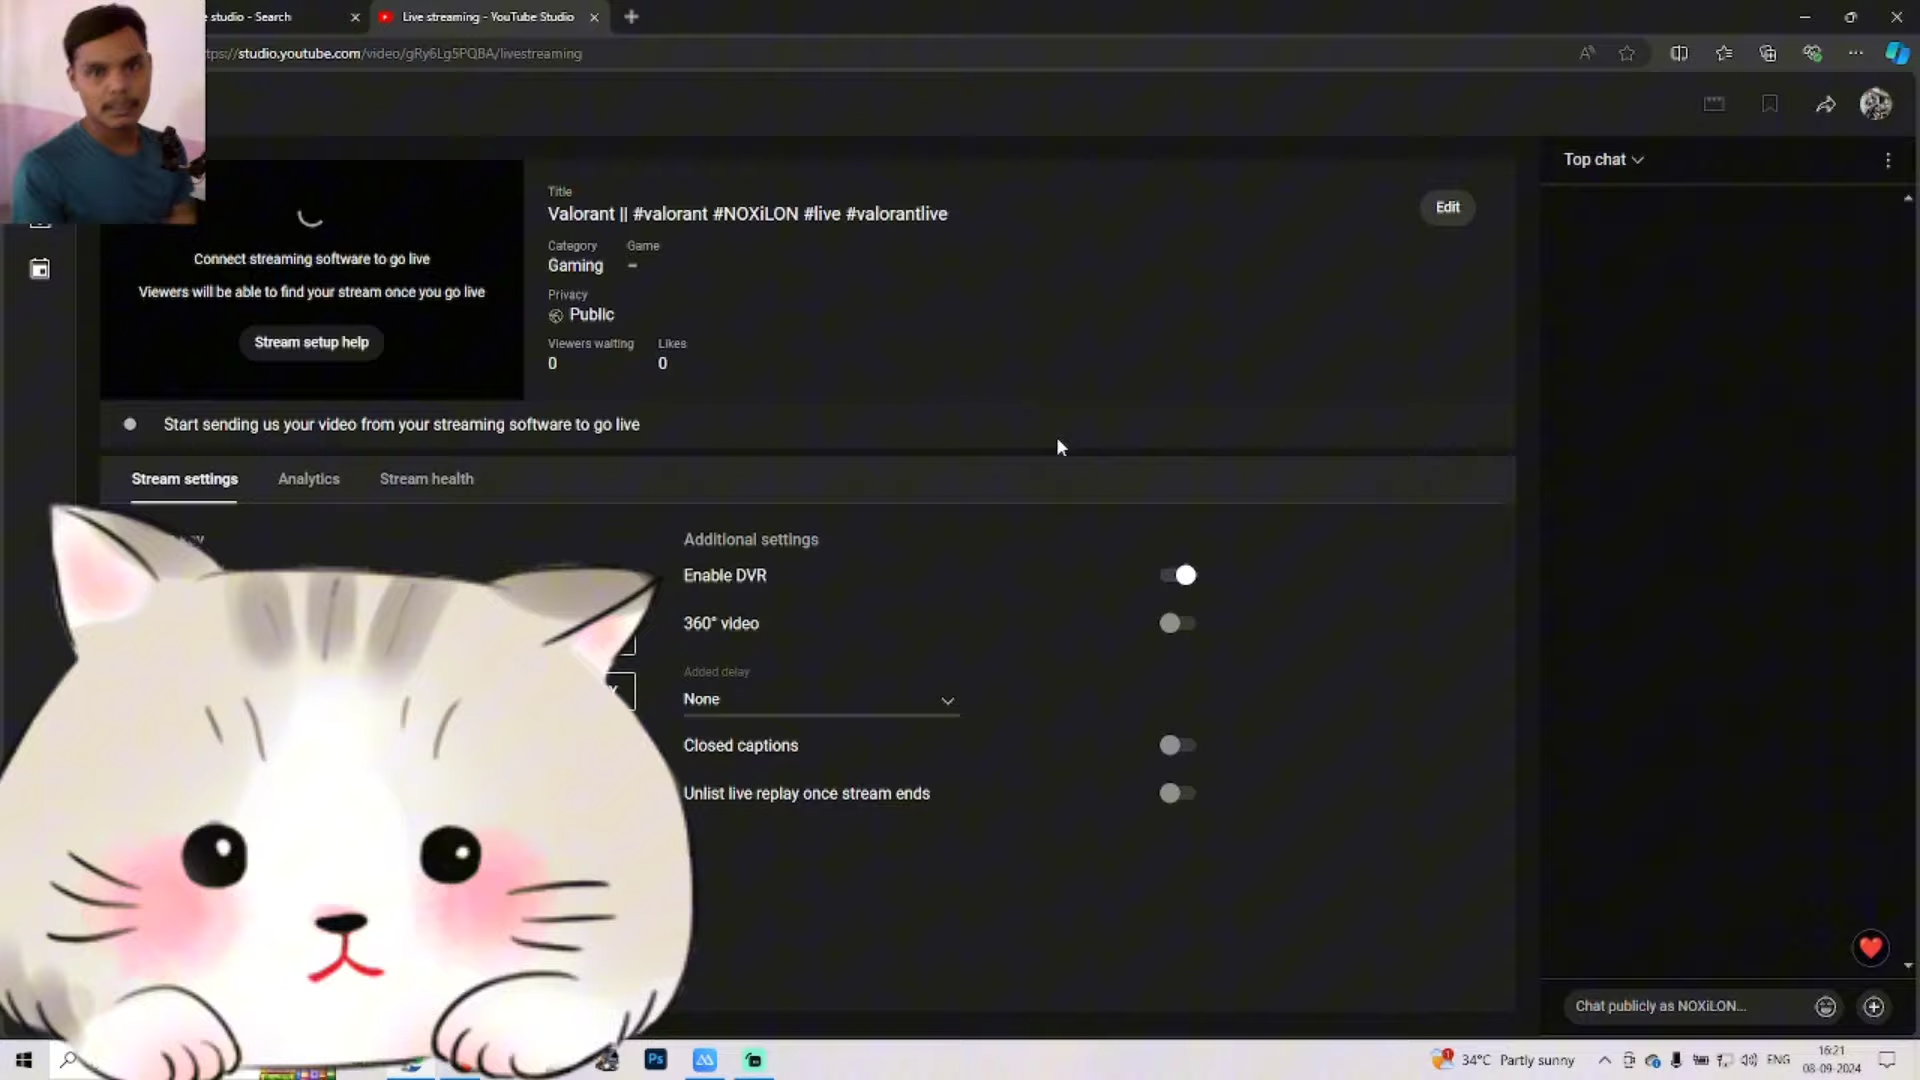 e studio - Search
Live streaming - YouTube Studio
tps://studio.youtube.com/video/gRy6Lg5PQBA/livestreaming
Connect streaming software to go live
Viewers will be able to find your stream once you go live
Stream setup help
Title
Valorant || #valorant #NOXiLON #live #valorantlive
Category Game
Gaming –
Privacy
Public
Viewers waiting Likes
0 0
Edit
Top chat
Start sending us your video from your streaming software to go live
Stream settings Analytics Stream health
Additional settings
Enable DVR
360° video
Added delay
None
Closed captions
Unlist live replay once stream ends
Chat publicly as NOXiLON...
Ps
34°C Partly sunny
ENG
16:21
08-09-2024